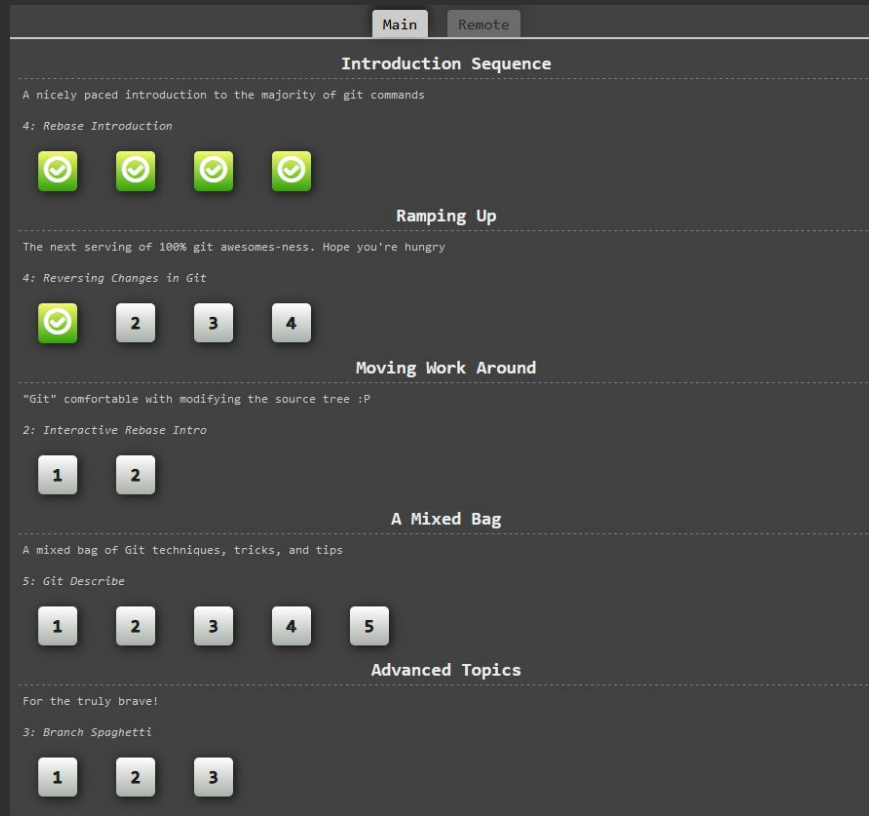 Main Remote
Introduction Sequence
A nicely paced introduction to the majority of git commands
4: Rebase Introduction
Ramping Up
The next serving of 100% git awesomes-ness. Hope you're hungry
4: Reversing Changes in Git
2 3 4
Moving Work Around
"Git" comfortable with modifying the source tree :P
2: Interactive Rebase Intro
1 2
A Mixed Bag
A mixed bag of Git techniques, tricks, and tips
5: Git Describe
1 2 3 4 5
Advanced Topics
For the truly brave!
3: Branch Spaghetti
1 2 3